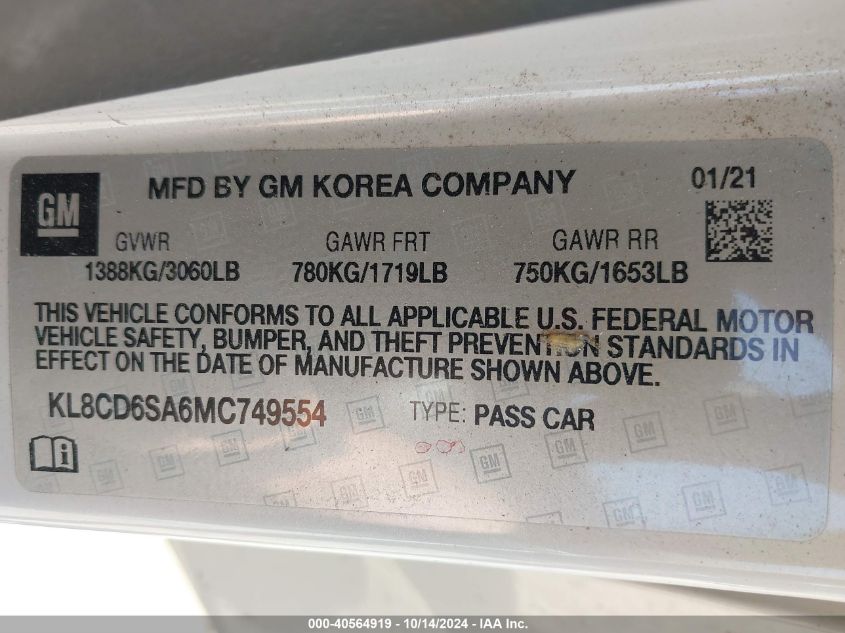 GM
MFD BY GM KOREA COMPANY 01/21
GVWR GAWR FRT GAWR RR
1388KG/3060LB 780KG/1719LB 750KG/1653LB
THIS VEHICLE CONFORMS TO ALL APPLICABLE U.S. FEDERAL MOTOR
VEHICLE SAFETY, BUMPER, AND THEFT PREVENTION STANDARDS IN
EFFECT ON THE DATE OF MANUFACTURE SHOWN ABOVE.
KL8CD6SA6MC749554 TYPE: PASS CAR
000-40564919 - 10/14/2024 - IAA Inc.